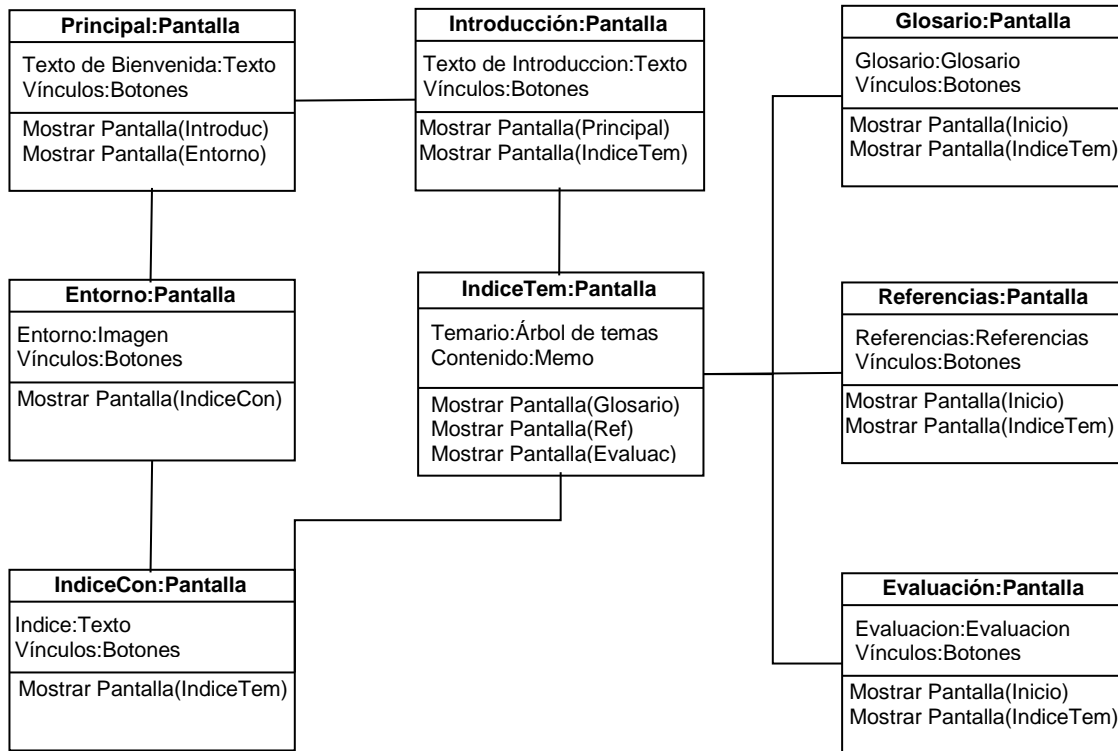 Principal:Pantalla
Texto de Bienvenida:Texto
Vínculos:Botones
Mostrar Pantalla(Introduc)
Mostrar Pantalla(Entorno)
Introducción:Pantalla
Texto de Introduccion:Texto
Vínculos:Botones
Mostrar Pantalla(Principal)
Mostrar Pantalla(IndiceTem)
Glosario:Pantalla
Glosario:Glosario
Vínculos:Botones
Mostrar Pantalla(Inicio)
Mostrar Pantalla(IndiceTem)
Entorno:Pantalla
Entorno:Imagen
Vínculos:Botones
Mostrar Pantalla(IndiceCon)
IndiceTem:Pantalla
Temario:Árbol de temas
Contenido:Memo
Mostrar Pantalla(Glosario)
Mostrar Pantalla(Ref)
Mostrar Pantalla(Evaluac)
Referencias:Pantalla
Referencias:Referencias
Vínculos:Botones
Mostrar Pantalla(Inicio)
Mostrar Pantalla(IndiceTem)
IndiceCon:Pantalla
Indice:Texto
Vínculos:Botones
Mostrar Pantalla(IndiceTem)
Evaluación:Pantalla
Evaluacion:Evaluacion
Vínculos:Botones
Mostrar Pantalla(Inicio)
Mostrar Pantalla(IndiceTem)